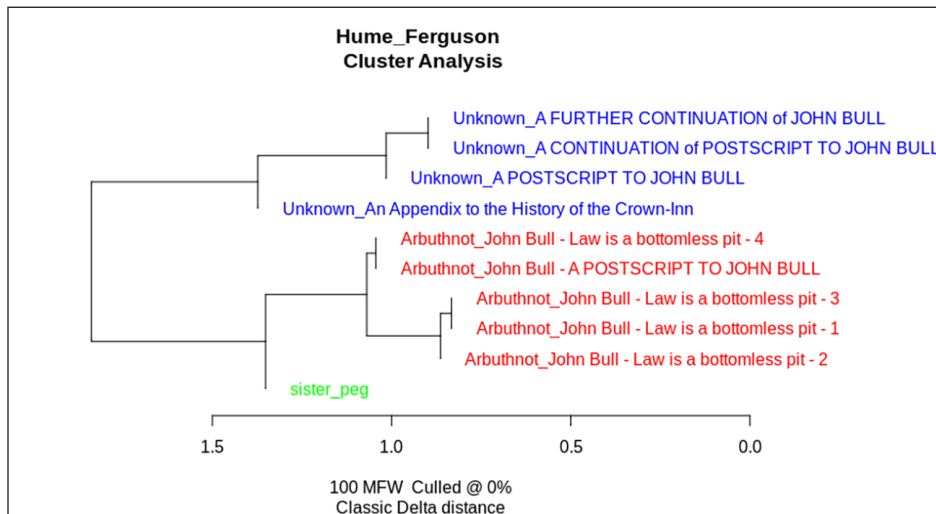 Hume_Ferguson
Cluster Analysis
Unknown_A FURTHER CONTINUATION of JOHN BULL
Unknown_A CONTINUATION of POSTSCRIPT TO JOHN BULL
Unknown_A POSTSCRIPT TO JOHN BULL
Unknown_An Appendix to the History of the Crown-Inn
Arbuthnot_John Bull - Law is a bottomless pit - 4
Arbuthnot_John Bull - A POSTSCRIPT TO JOHN BULL
Arbuthnot_John Bull - Law is a bottomless pit - 3
Arbuthnot_John Bull - Law is a bottomless pit - 1
Arbuthnot_John Bull - Law is a bottomless pit - 2
sister_peg
1.5 1.0 0.5 0.0
100 MFW Culled @ 0%
Classic Delta distance